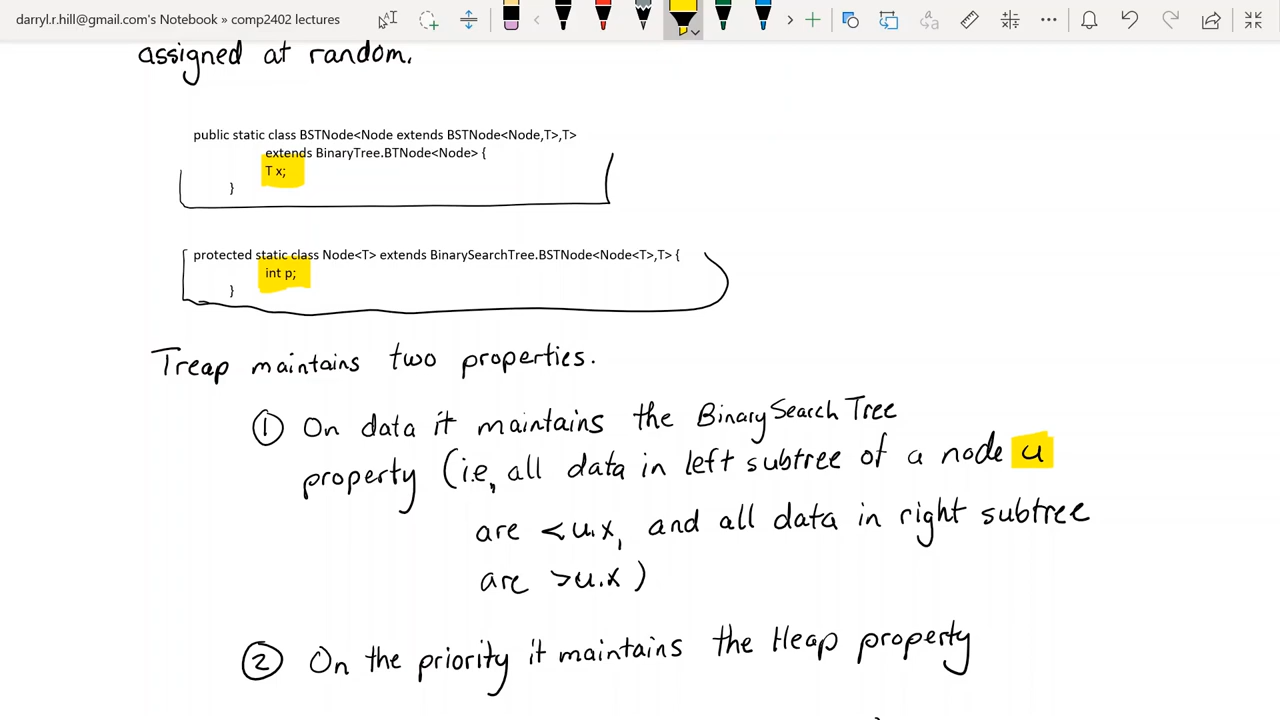 darryl.r.hill@gmail.com's Notebook » comp2402 lectures
assigned at random.
public static class BSTNode<Node extends BSTNode<Node,T>,T>
extends BinaryTree.BTNode<Node> {
T x;
}
protected static class Node<T> extends BinarySearchTree.BSTNode<Node<T>,T> {
int p;
}
Treap maintains two properties.
① On data it maintains the BinarySearchTree
property (i.e, all data in left subtree of a node u
are <u.x, and all data in right subtree
are >u.x )
② On the priority it maintains the Heap property